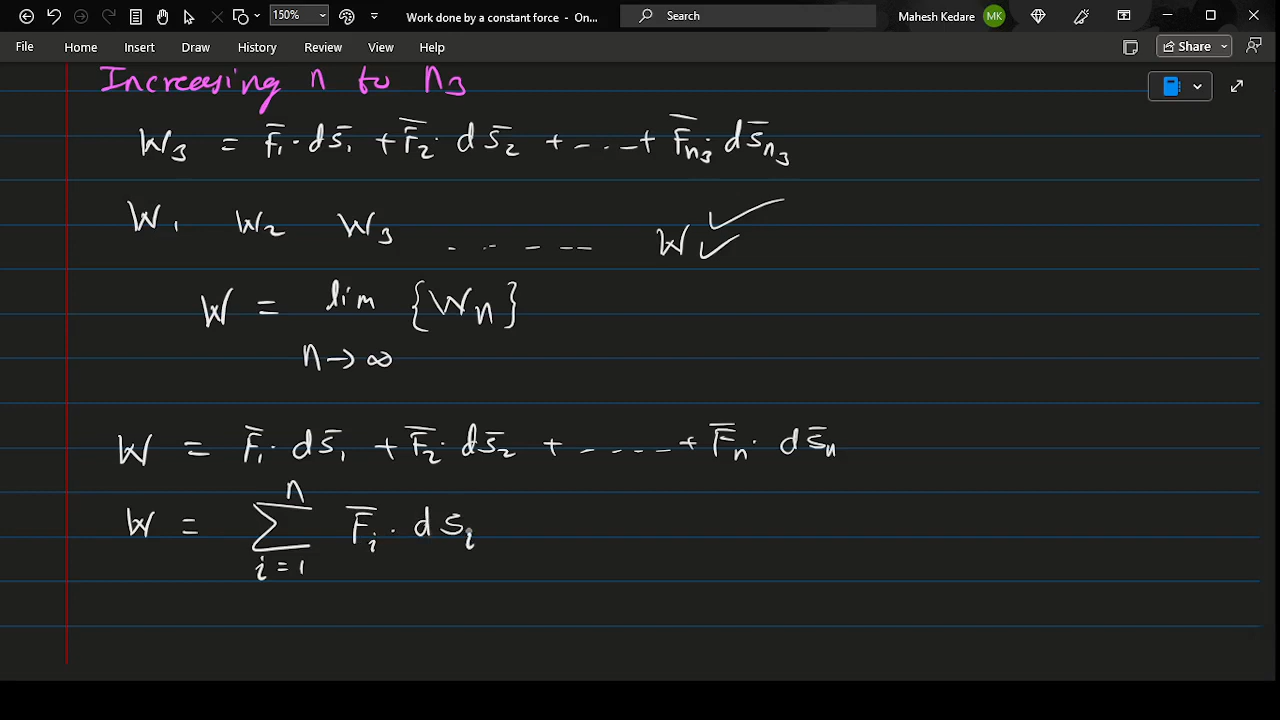 150%
Work done by a constant force - On...
Search
Mahesh Kedare
MK
File Home Insert Draw History Review View Help
Share
Increasing n to n₃
W₃ = F̄₁ · ds̄₁ + F̄₂ · ds̄₂ + ..... + F̄n₃ · ds̄n₃
W₁ W₂ W₃ ...... W ✓✓
W = lim {Wₙ}
n → ∞
W = F̄₁ · ds̄₁ + F̄₂ · ds̄₂ + ..... + F̄ₙ · ds̄ₙ
n
W = ∑ F̄ᵢ · dsᵢ
i = 1